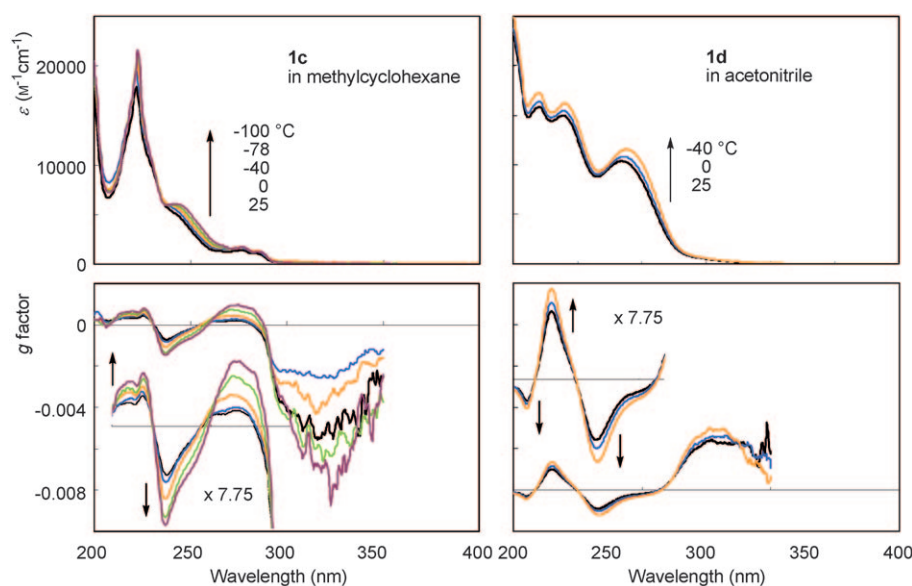 ε (M⁻¹cm⁻¹)
20000
10000
0
1c
in methylcyclohexane
-100 °C
-78
-40
0
25
1d
in acetonitrile
-40 °C
0
25
g factor
0
-0.004
-0.008
x 7.75
x 7.75
200 250 300 350 400
Wavelength (nm)
200 250 300 350 400
Wavelength (nm)